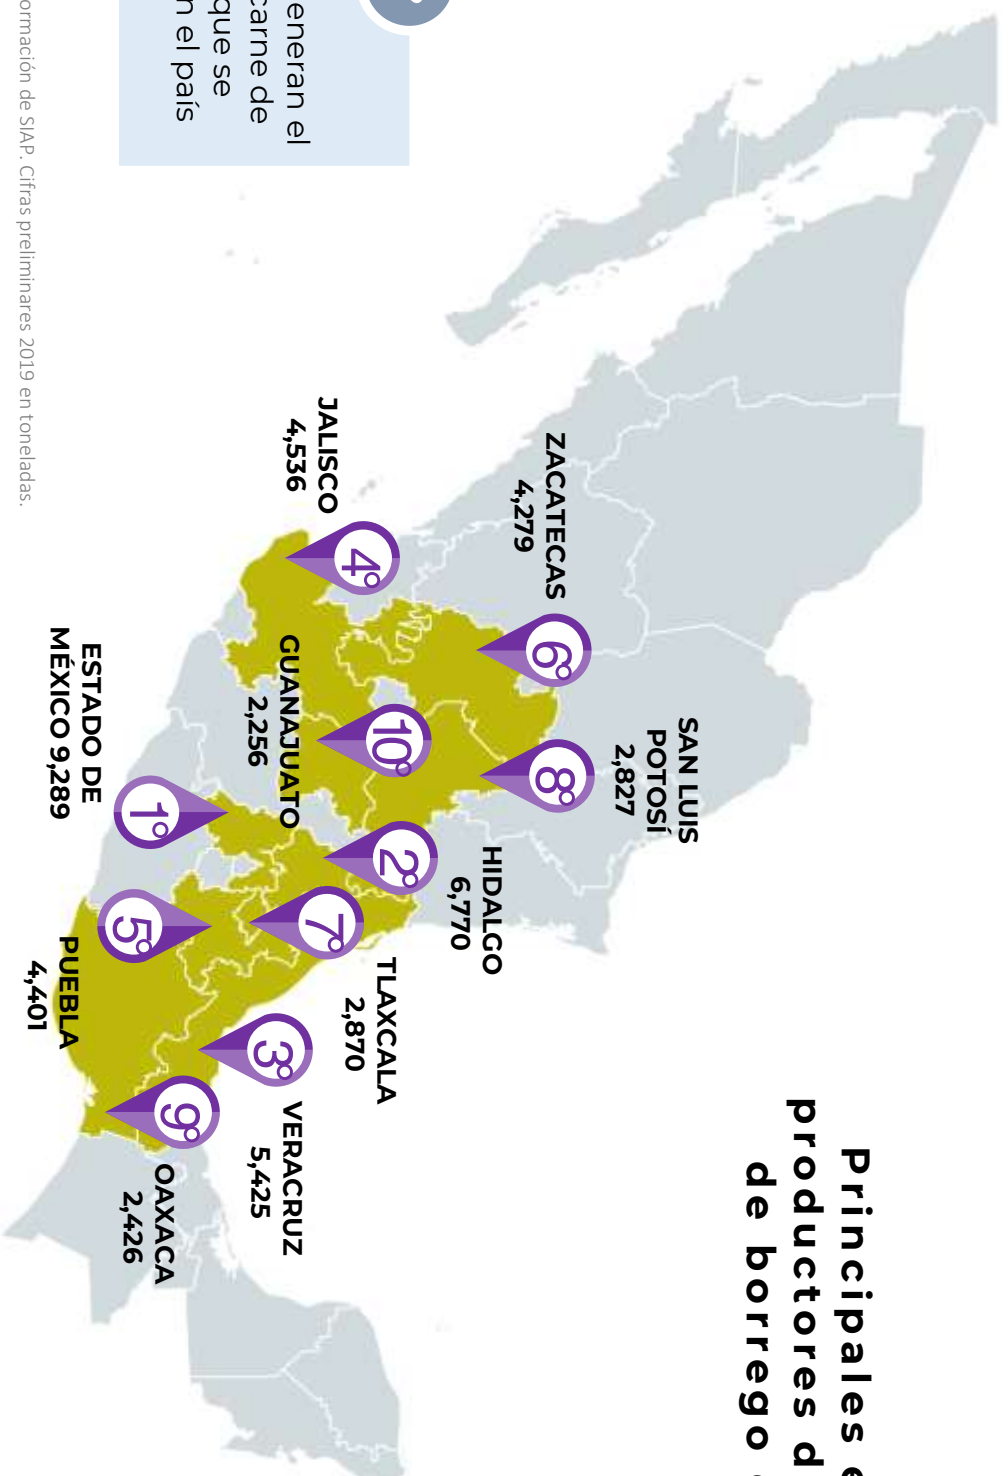 Principales
productores
de borrego
eneran el
carne de
que se
n el país
SAN LUIS
POTOSÍ
2,827
ZACATECAS
4,279
HIDALGO
6,770
JALISCO
4,536
GUANAJUATO
2,256
TLAXCALA
2,870
VERACRUZ
5,425
OAXACA
2,426
ESTADO DE
MÉXICO 9,289
PUEBLA
4,401
6°
8°
4°
10°
2°
7°
3°
9°
1°
5°
ormación de SIAP. Cifras preliminares 2019 en toneladas.